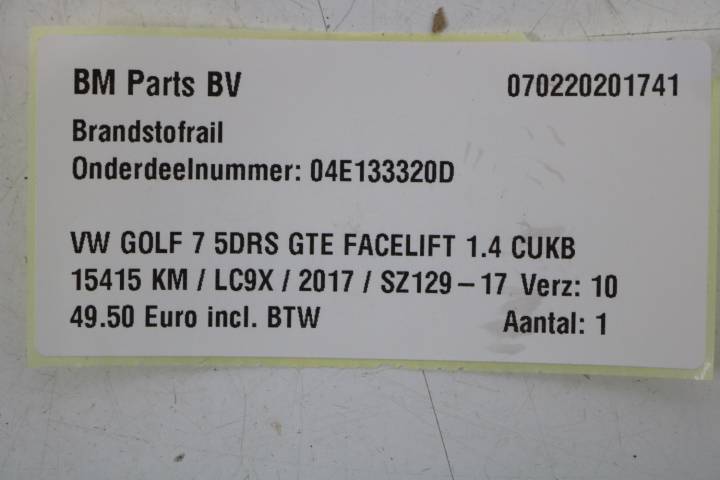 BM Parts BV 070220201741
Brandstofrail
Onderdeelnummer: 04E133320D
VW GOLF 7 5DRS GTE FACELIFT 1.4 CUKB
15415 KM / LC9X / 2017 / SZ129-17 Verz: 10
49.50 Euro incl. BTW Aantal: 1